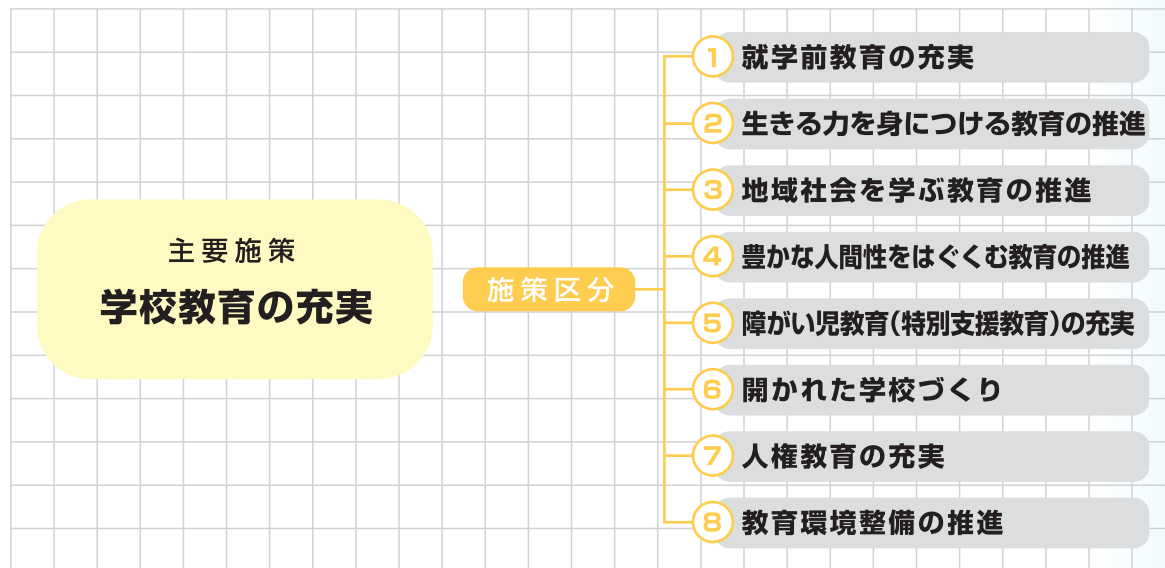 主要施策
学校教育の充実
施策区分
1 就学前教育の充実
2 生きる力を身につける教育の推進
3 地域社会を学ぶ教育の推進
4 豊かな人間性をはぐくむ教育の推進
5 障がい児教育(特別支援教育)の充実
6 開かれた学校づくり
7 人権教育の充実
8 教育環境整備の推進